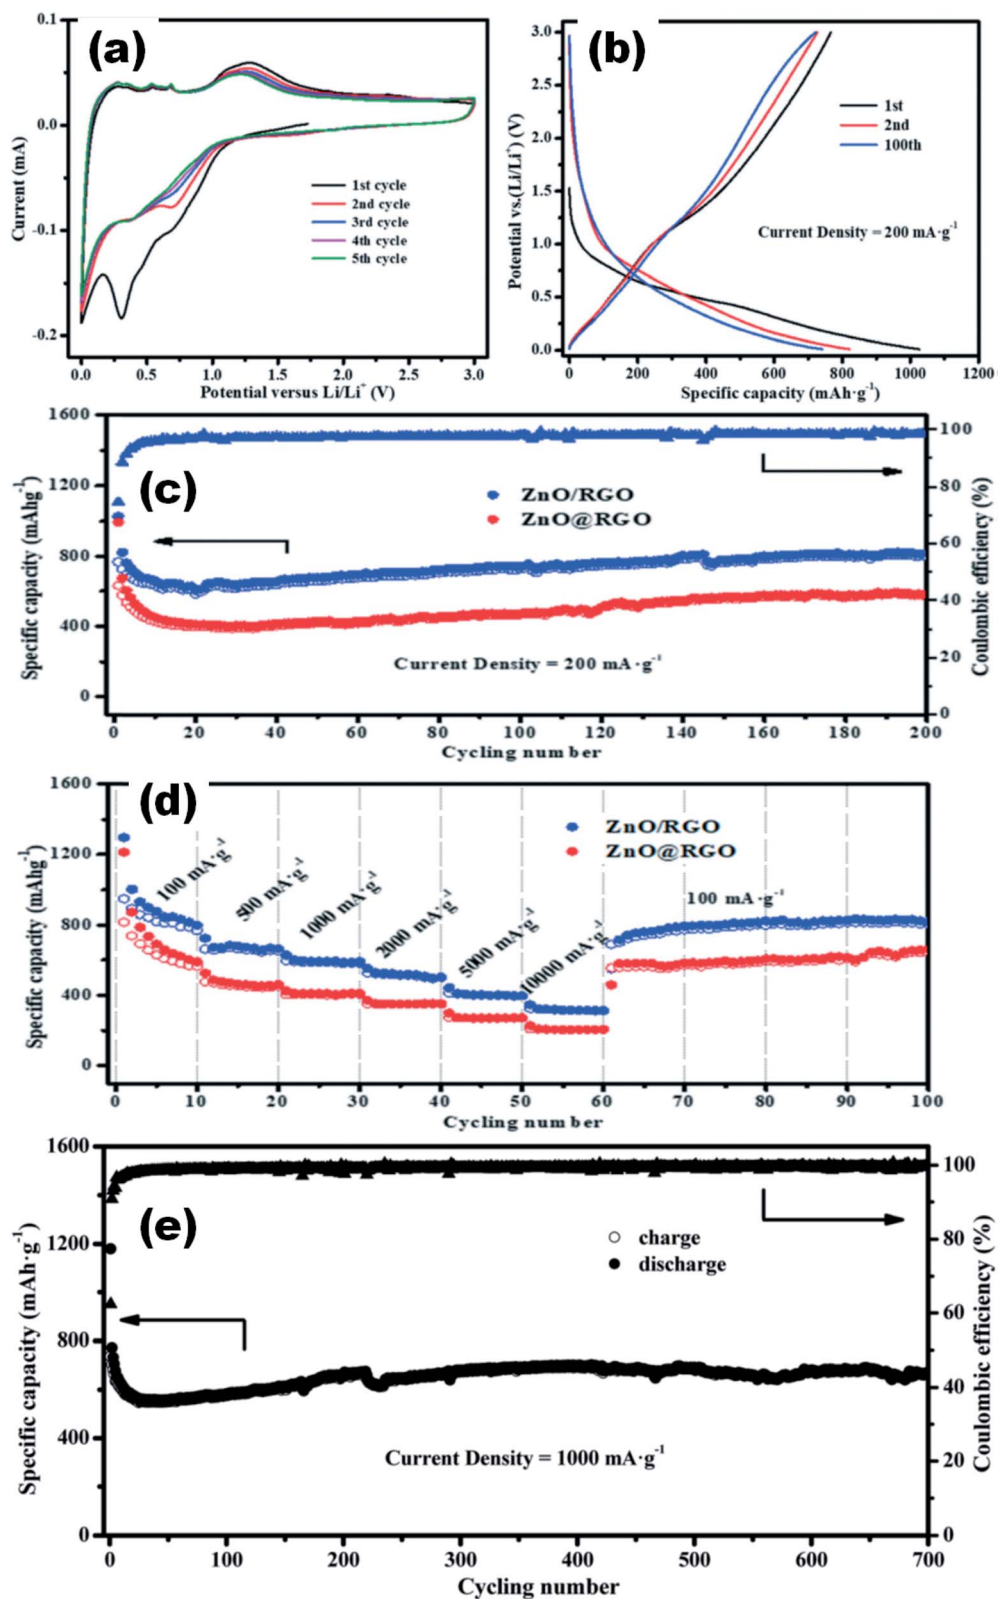 (a)
0.1
0.0
-0.1
-0.2
Current (mA)
1st cycle
2nd cycle
3rd cycle
4th cycle
5th cycle
0.0 0.5 1.0 1.5 2.0 2.5 3.0
Potential versus Li/Li⁺ (V)
(b)
3.0
2.5
2.0
1.5
1.0
0.5
0.0
Potential vs.(Li/Li⁺) (V)
1st
2nd
100th
Current Density = 200 mA·g⁻¹
0 200 400 600 800 1000 1200
Specific capacity (mAh·g⁻¹)
(c)
1600
1200
800
400
0
Specific capacity (mAhg⁻¹)
ZnO/RGO
ZnO@RGO
Current Density = 200 mA·g⁻¹
100
80
60
40
20
0
Coulombic efficiency (%)
0 20 40 60 80 100 120 140 160 180 200
Cycling number
(d)
1600
1200
800
400
0
Specific capacity (mAhg⁻¹)
ZnO/RGO
ZnO@RGO
100 mA·g⁻¹
500 mA·g⁻¹
1000 mA·g⁻¹
2000 mA·g⁻¹
5000 mA·g⁻¹
10000 mA·g⁻¹
100 mA·g⁻¹
0 10 20 30 40 50 60 70 80 90 100
Cycling number
(e)
1600
1200
800
400
0
Specific capacity (mAh·g⁻¹)
charge
discharge
Current Density = 1000 mA·g⁻¹
100
80
60
40
20
0
Coulombic efficiency (%)
0 100 200 300 400 500 600 700
Cycling number